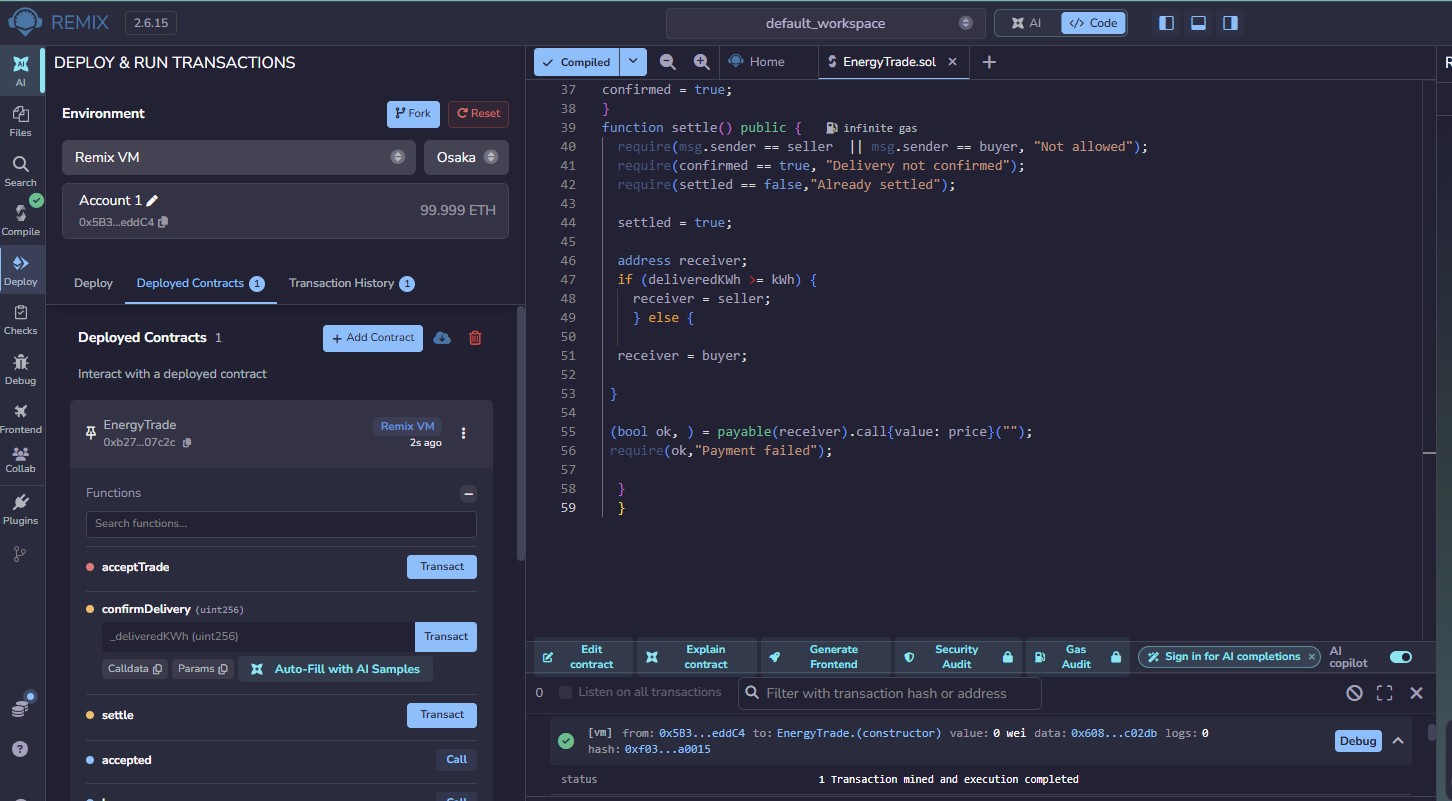 REMIX 2.6.15
default_workspace
AI
Code
AI
Files
Search
Compile
Deploy
Checks
Debug
Frontend
Collab
Plugins
DEPLOY & RUN TRANSACTIONS
Environment
Fork
Reset
Remix VM
Osaka
Account 1
99.999 ETH
0x5B3...eddC4
Deploy
Deployed Contracts 1
Transaction History 1
Deployed Contracts 1
+ Add Contract
Interact with a deployed contract
EnergyTrade
Remix VM
0xb27...07c2c
2s ago
Functions
Search functions...
acceptTrade
Transact
confirmDelivery (uint256)
_deliveredKWh (uint256)
Transact
Calldata
Params
Auto-Fill with AI Samples
settle
Transact
accepted
Call
Compiled
Home
EnergyTrade.sol
37 confirmed = true;
38 }
39 function settle() public { infinite gas
40 require(msg.sender == seller || msg.sender == buyer, "Not allowed");
41 require(confirmed == true, "Delivery not confirmed");
42 require(settled == false,"Already settled");
43
44 settled = true;
45
46 address receiver;
47 if (deliveredKWh >= kWh) {
48 receiver = seller;
49 } else {
50
51 receiver = buyer;
52
53 }
54
55 (bool ok, ) = payable(receiver).call{value: price}("");
56 require(ok,"Payment failed");
57
58 }
59 }
Edit contract
Explain contract
Generate Frontend
Security Audit
Gas Audit
Sign in for AI completions ×
AI copilot
0
Listen on all transactions
Filter with transaction hash or address
[vm] from: 0x5B3...eddC4 to: EnergyTrade.(constructor) value: 0 wei data: 0x608...c02db logs: 0
hash: 0xf03...a0015
Debug
status
1 Transaction mined and execution completed